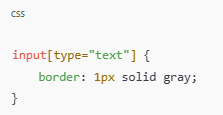 css
input[type="text"] {
    border: 1px solid gray;
}